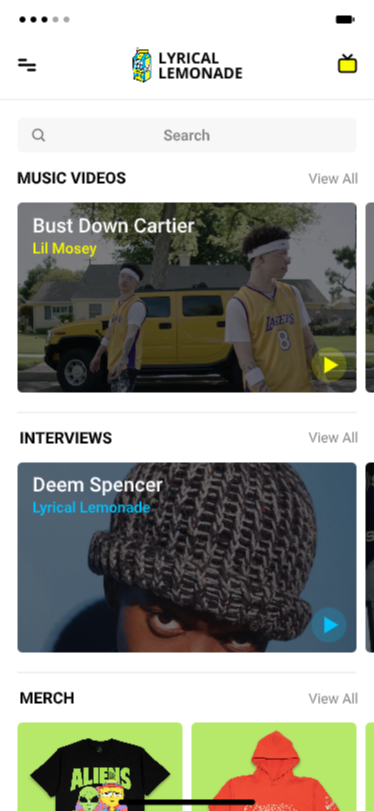 LYRICAL
LEMONADE
Search
MUSIC VIDEOS
View All
Bust Down Cartier
Lil Mosey
LAKERS
8
INTERVIEWS
View All
Deem Spencer
Lyrical Lemonade
MERCH
View All
ALIENS